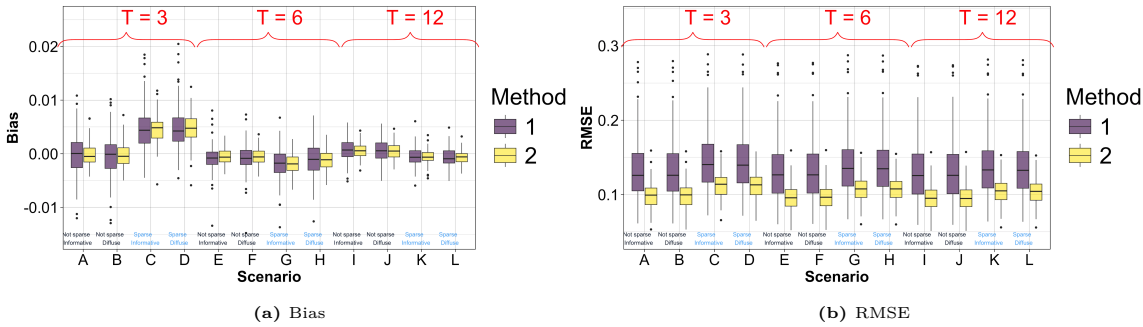 T = 3 T = 6 T = 12
0.02
0.01
0.00
-0.01
Bias
Not sparse Not sparse Sparse Sparse Not sparse Not sparse Sparse Sparse Not sparse Not sparse Sparse Sparse
Informative Diffuse Informative Diffuse Informative Diffuse Informative Diffuse Informative Diffuse Informative Diffuse
A B C D E F G H I J K L
Scenario
Method
1
2
(a) Bias
T = 3 T = 6 T = 12
0.3
0.2
0.1
RMSE
Not sparse Not sparse Sparse Sparse Not sparse Not sparse Sparse Sparse Not sparse Not sparse Sparse Sparse
Informative Diffuse Informative Diffuse Informative Diffuse Informative Diffuse Informative Diffuse Informative Diffuse
A B C D E F G H I J K L
Scenario
Method
1
2
(b) RMSE